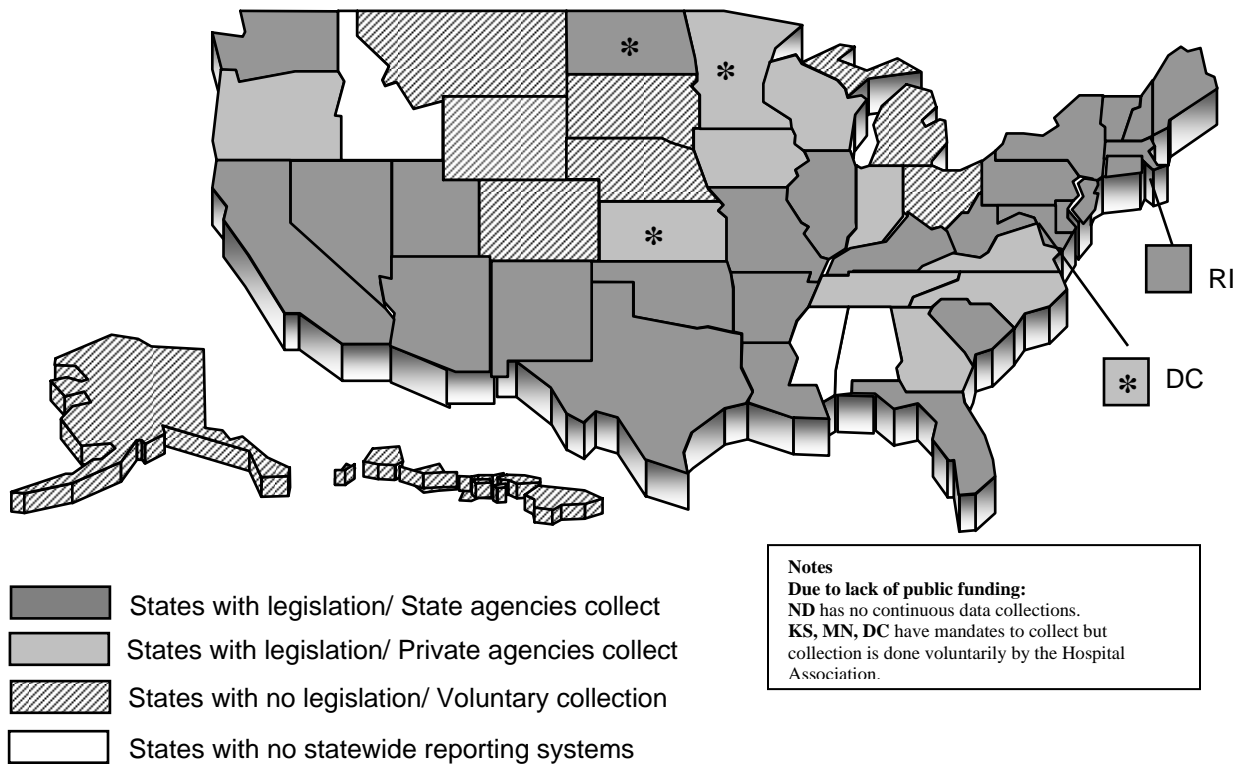 *
*
*
RI
* DC
Notes
Due to lack of public funding:
ND has no continuous data collections.
KS, MN, DC have mandates to collect but
collection is done voluntarily by the Hospital
Association.
States with legislation/ State agencies collect
States with legislation/ Private agencies collect
States with no legislation/ Voluntary collection
States with no statewide reporting systems